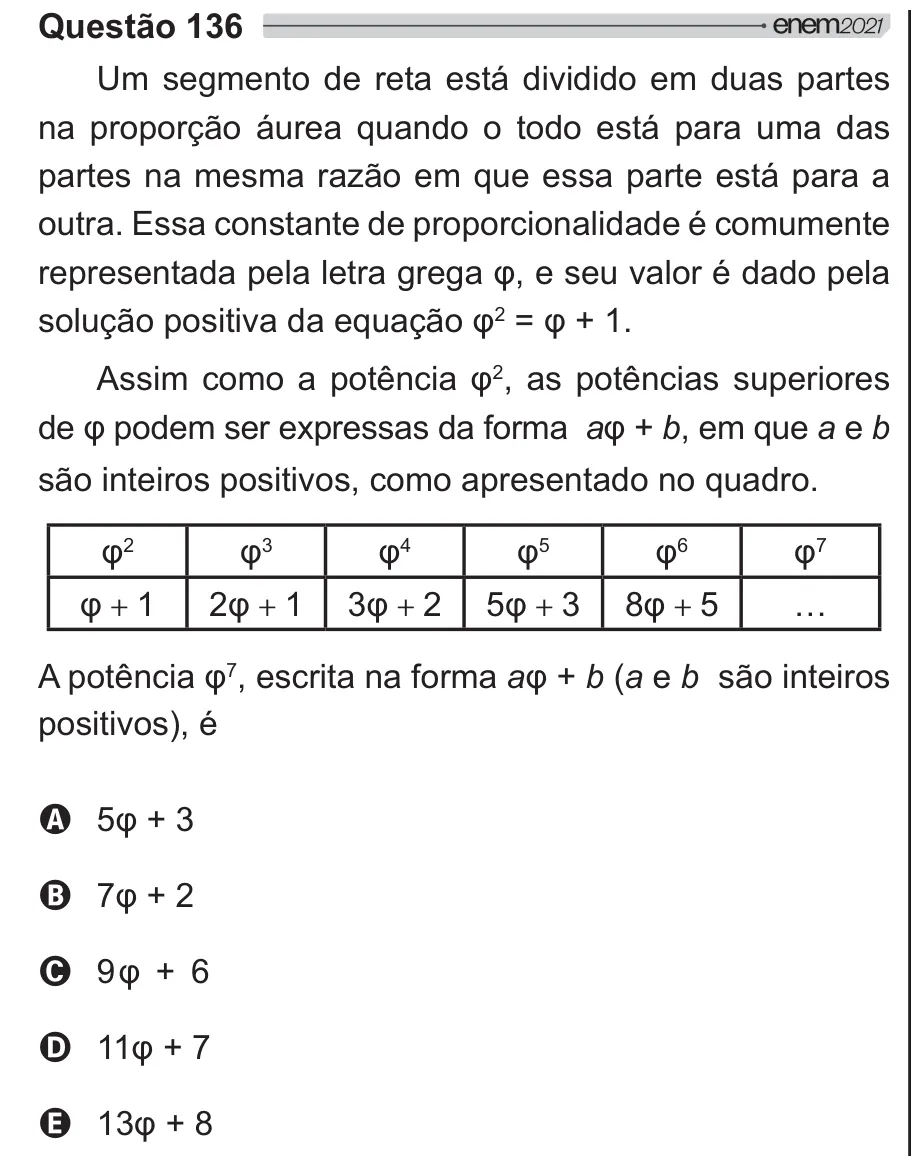 Questão 136 enem2021
Um segmento de reta está dividido em duas partes
na proporção áurea quando o todo está para uma das
partes na mesma razão em que essa parte está para a
outra. Essa constante de proporcionalidade é comumente
representada pela letra grega φ, e seu valor é dado pela
solução positiva da equação φ² = φ + 1.
Assim como a potência φ², as potências superiores
de φ podem ser expressas da forma aφ + b, em que a e b
são inteiros positivos, como apresentado no quadro.
φ² φ³ φ⁴ φ⁵ φ⁶ φ⁷
φ + 1 2φ + 1 3φ + 2 5φ + 3 8φ + 5 ...
A potência φ⁷, escrita na forma aφ + b (a e b são inteiros
positivos), é
A 5φ + 3
B 7φ + 2
C 9φ + 6
D 11φ + 7
E 13φ + 8